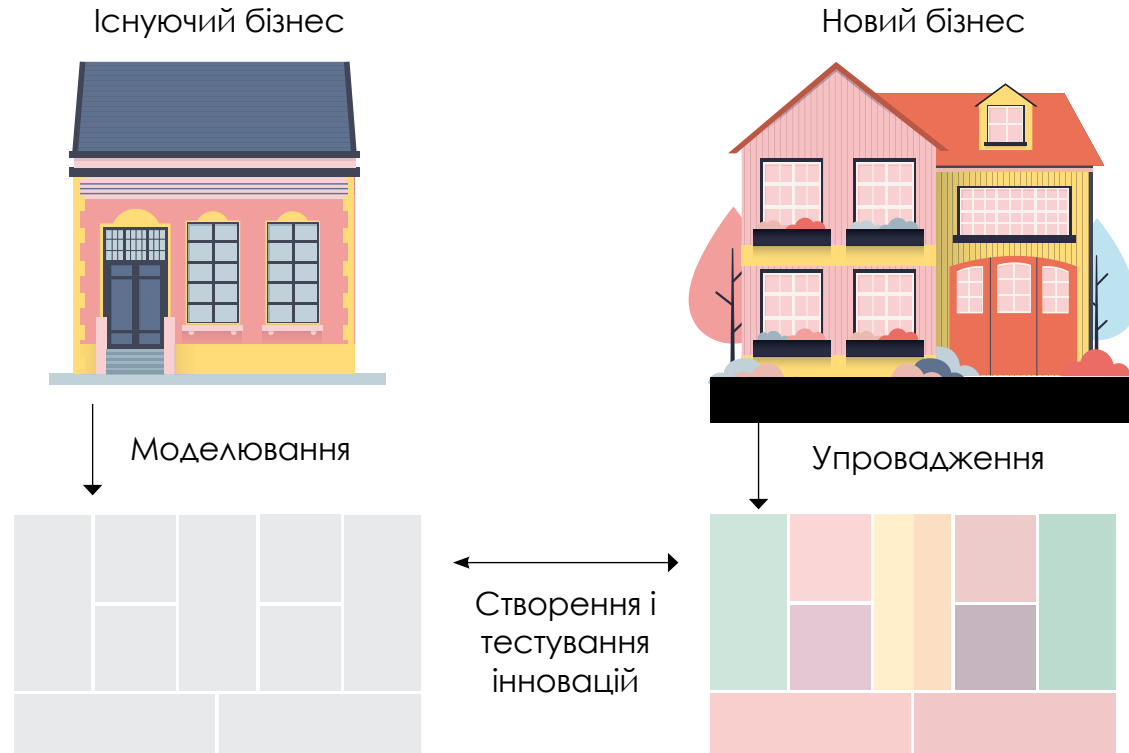 Існуючий бізнес
Новий бізнес
Моделювання
Упровадження
Створення і
тестування
інновацій